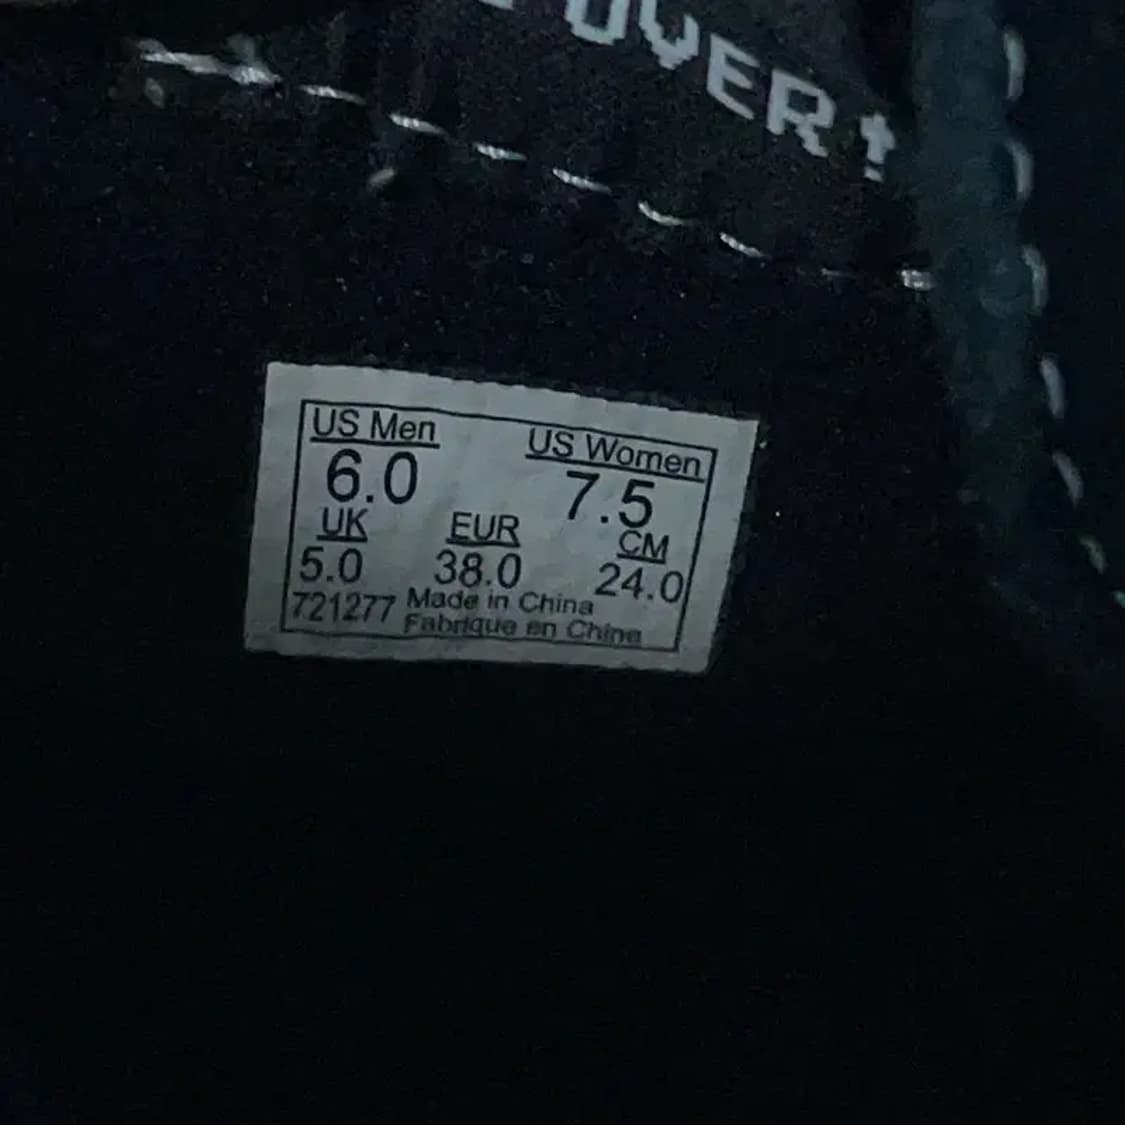 OVER!
US Men US Women
6.0 7.5
UK EUR CM
5.0 38.0 24.0
721277 Made in China
Fabrique en Chine